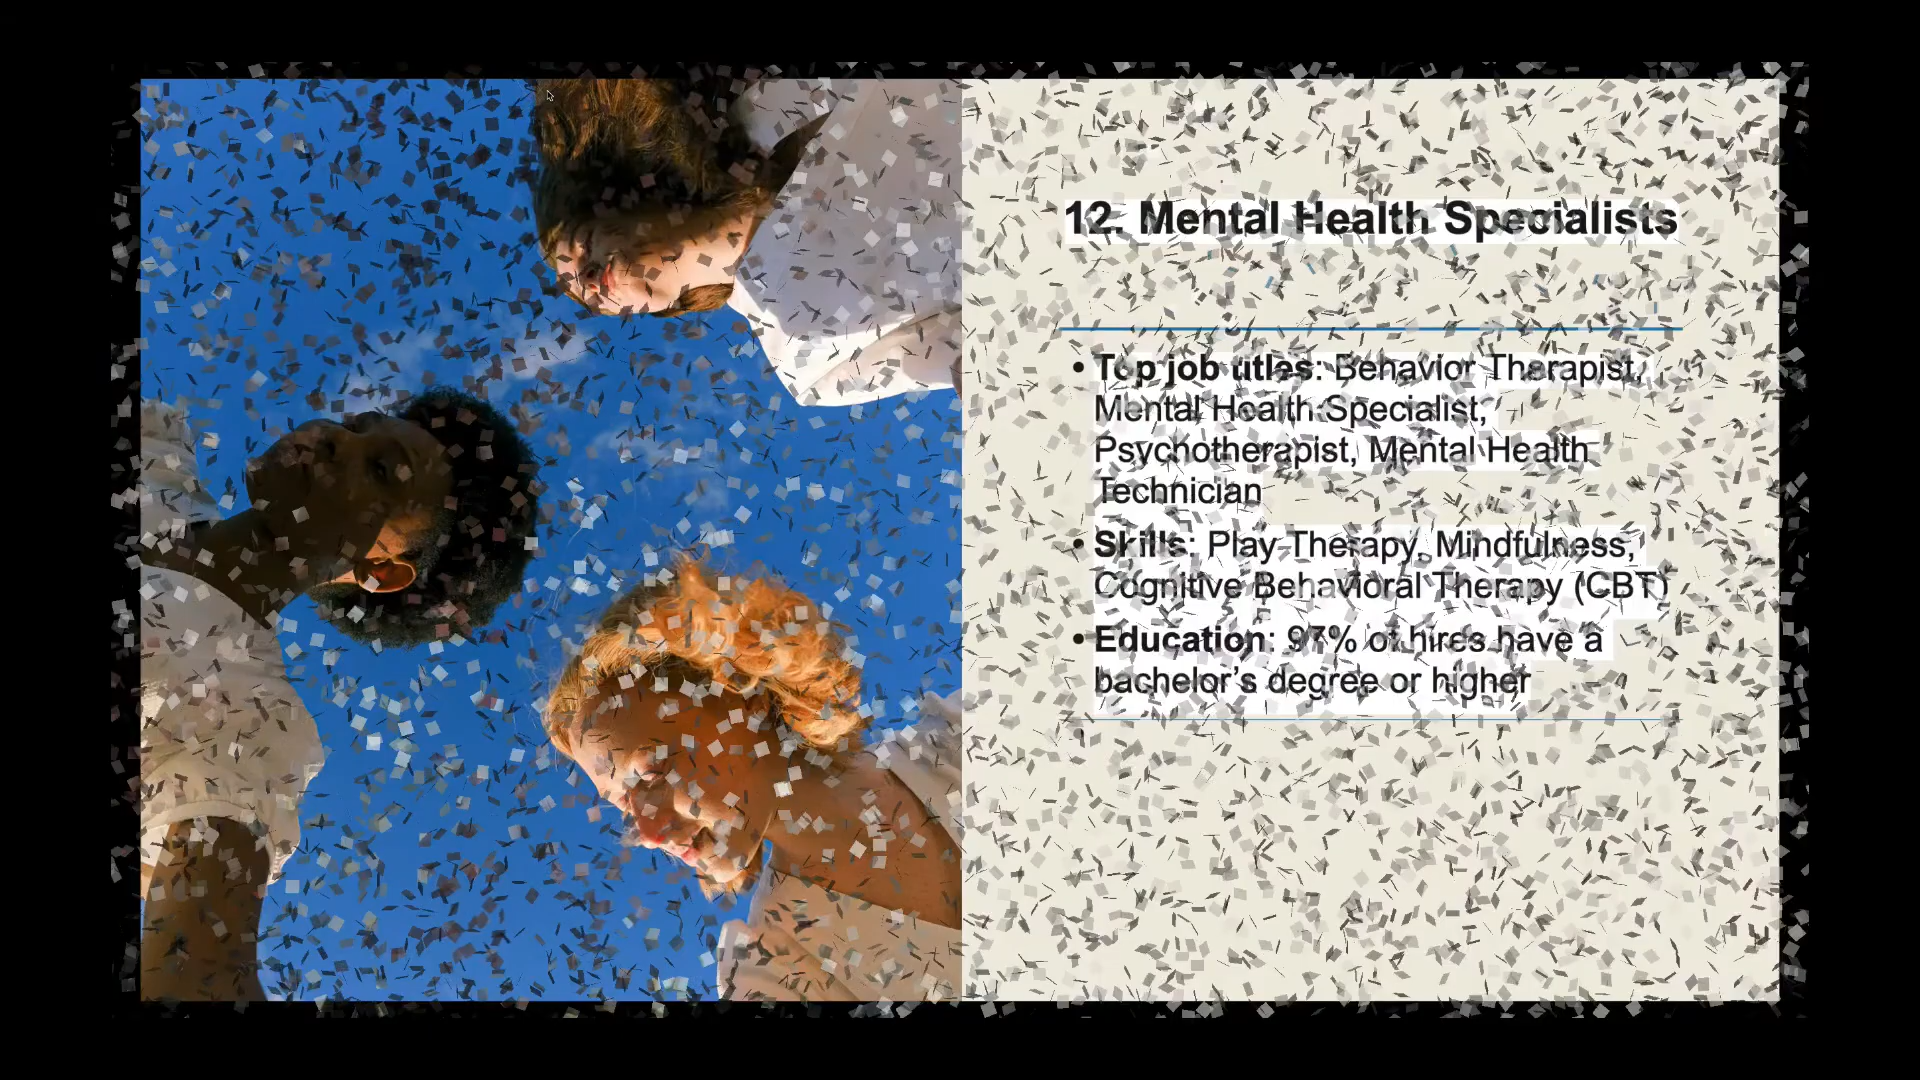 12. Mental Health Specialists
• Top job titles: Behavior Therapist,
Mental Health Specialist,
Psychotherapist, Mental Health
Technician
• Skills: Play Therapy, Mindfulness,
Cognitive Behavioral Therapy (CBT)
• Education: 97% of hires have a
bachelor’s degree or higher